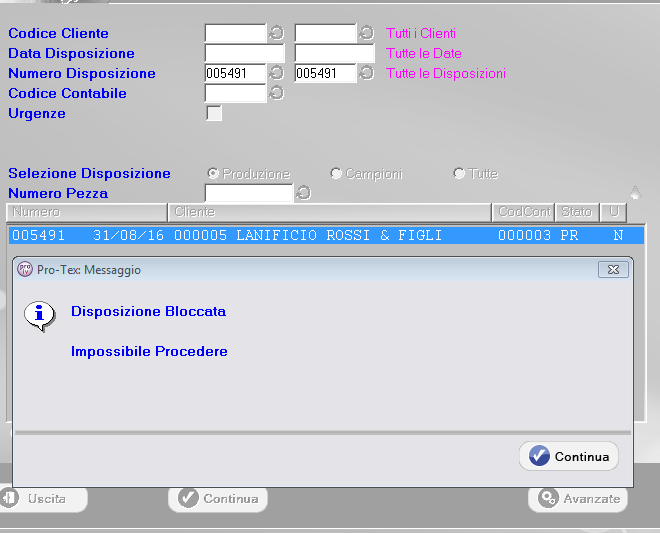 Codice Cliente Tutti i Clienti
Data Disposizione Tutte le Date
Numero Disposizione 005491 005491 Tutte le Disposizioni
Codice Contabile
Urgenze
Selezione Disposizione Produzione Campioni Tutte
Numero Pezza
Numero Cliente CodCont Stato U
005491 31/08/16 000005 LANIFICIO ROSSI & FIGLI 000003 PR N
Pro-Tex: Messaggio
Disposizione Bloccata
Impossibile Procedere
Continua
Uscita Continua Avanzate